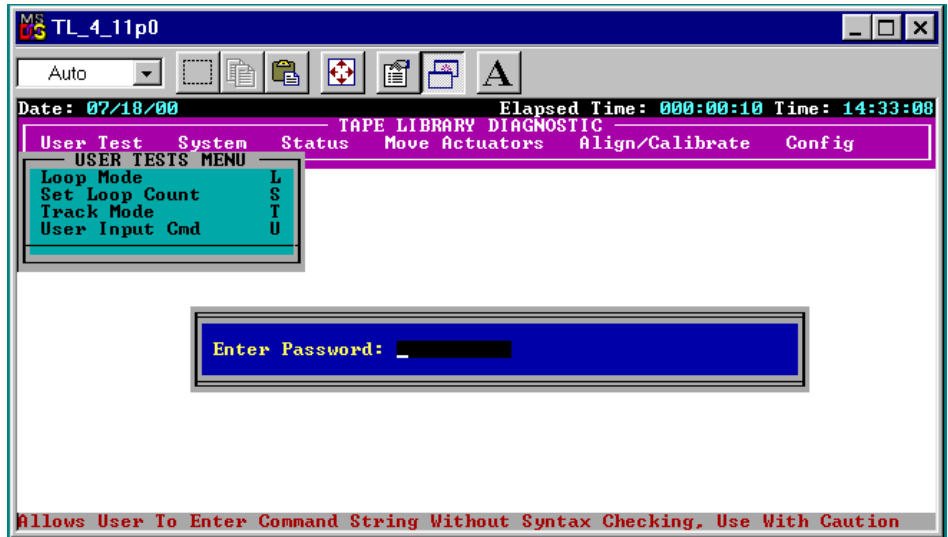 MS DOS TL_4_11p0
Auto A
Date: 07/18/00 Elapsed Time: 000:00:10 Time: 14:33:08
TAPE LIBRARY DIAGNOSTIC
User Test System Status Move Actuators Align/Calibrate Config
USER TESTS MENU
Loop Mode L
Set Loop Count S
Track Mode T
User Input Cmd U
Enter Password: _
Allows User To Enter Command String Without Syntax Checking, Use With Caution